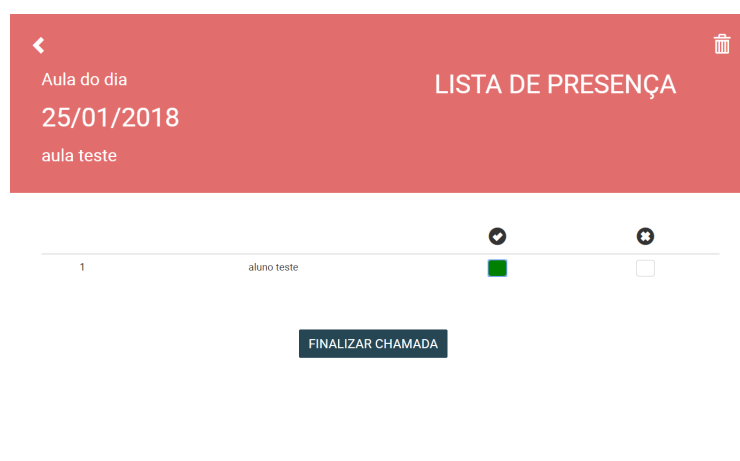 Aula do dia
LISTA DE PRESENÇA
25/01/2018
aula teste
1 aluno teste
FINALIZAR CHAMADA